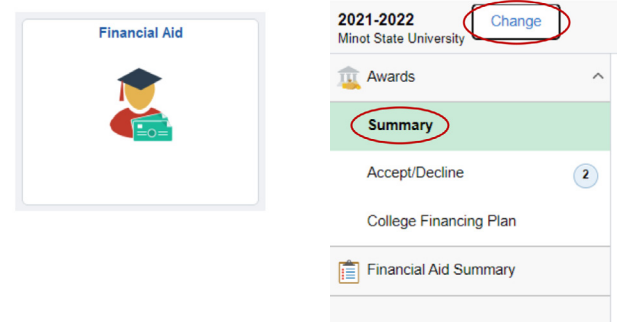 Financial Aid
2021-2022
Change
Minot State University
Awards
Summary
Accept/Decline
2
College Financing Plan
Financial Aid Summary